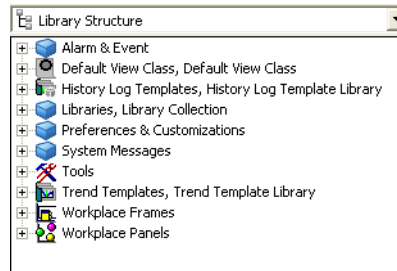 Library Structure
Alarm & Event
Default View Class, Default View Class
History Log Templates, History Log Template Library
Libraries, Library Collection
Preferences & Customizations
System Messages
Tools
Trend Templates, Trend Template Library
Workplace Frames
Workplace Panels